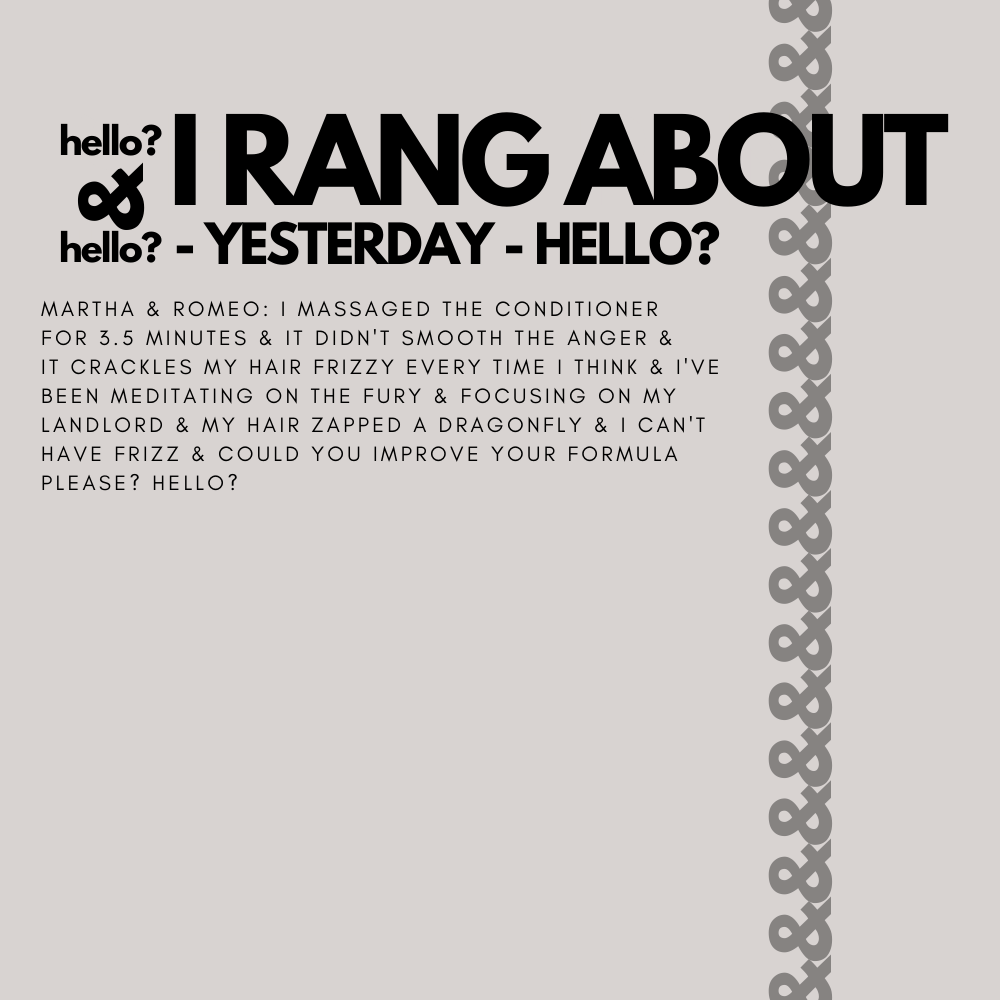 hello?
&
hello?
I RANG ABOUT
- YESTERDAY - HELLO?
MARTHA & ROMEO: I MASSAGED THE CONDITIONER
FOR 3.5 MINUTES & IT DIDN'T SMOOTH THE ANGER &
IT CRACKLES MY HAIR FRIZZY EVERY TIME I THINK & I'VE
BEEN MEDITATING ON THE FURY & FOCUSING ON MY
LANDLORD & MY HAIR ZAPPED A DRAGONFLY & I CAN'T
HAVE FRIZZ & COULD YOU IMPROVE YOUR FORMULA
PLEASE? HELLO?
&&&&&&&&&&&&&&&&&&